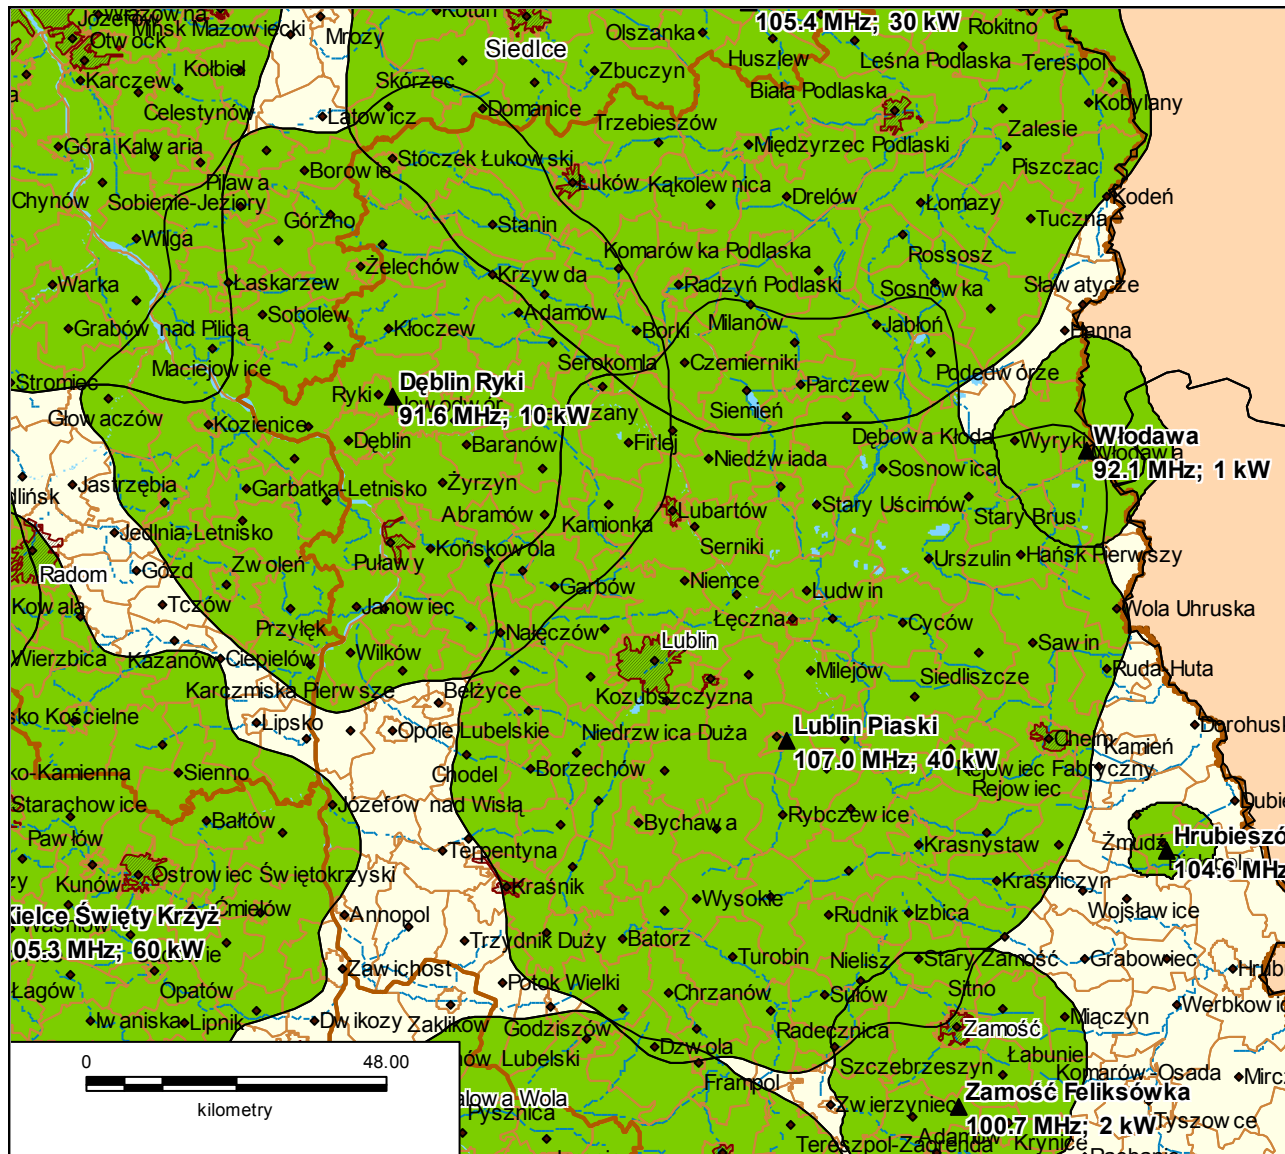 105.4 MHz; 30 kW
Rokitno
Mińsk Mazowiecki
Otwock
Mrozy
Siedlce
Olszanka
Huszlew
Leśna Podlaska
Terespol
Karczew
Kołbiel
Skórzec
Zbuczyn
Biała Podlaska
Kobylany
Celestynów
Latowicz
Domanice
Trzebieszów
Zalesie
Góra Kalwaria
Stoczek Łukowski
Międzyrzec Podlaski
Piszczac
Borowie
Pilawa
Łuków
Kąkolewnica
Drelów
Łomazy
Kodeń
Chynów
Sobienie-Jeziory
Górzno
Stanin
Tuczna
Wilga
Komarówka Podlaska
Rossosz
Żelechów
Krzywda
Radzyń Podlaski
Sosnówka
Sławatycze
Warka
Łaskarzew
Sobolew
Adamów
Milanów
Jabłoń
Hanna
Grabów nad Pilicą
Kłoczew
Borki
Maciejowice
Serokomla
Czemierniki
Podedwórze
Stromiec
Dęblin Ryki
Ryki
91.6 MHz; 10 kW
Parczew
Siemień
Głowaczów
Kozienice
Dęblin
Baranów
Firlej
Dębowa Kłoda
Wyryki
Włodawa
Włodawa
92.1 MHz; 1 kW
Niedźwiada
Sosnowica
Jastrzębia
Garbatka-Letnisko
Żyrzyn
Abramów
Kamionka
Lubartów
Stary Uścimów
Stary Brus
Jedlnia-Letnisko
Końskowola
Serniki
Urszulin
Hańsk Pierwszy
Radom
Gózd
Zwoleń
Puławy
Garbów
Niemce
Ludwin
Kowala
Tczów
Janowiec
Łęczna
Cyców
Wola Uhruska
Przyłęk
Nałęczów
Lublin
Sawin
Wierzbica
Kazanów
Ciepielów
Wilków
Milejów
Siedliszcze
Ruda-Huta
Karczmiska Pierwsze
Bełżyce
Kozubszczyzna
Lipsko
Opole Lubelskie
Niedrzwica Duża
Lublin Piaski
107.0 MHz; 40 kW
Chełm
Kamień
Sienno
Chodel
Borzechów
Rejowiec Fabryczny
Rejowiec
Starachowice
Józefów nad Wisłą
Bałtów
Bychawa
Rybczewice
Pawłów
Terpentyna
Krasnystaw
Żmudź
Kunów
Ostrowiec Świętokrzyski
Kraśnik
Kraśniczyn
Ćmielów
Annopol
Wysokie
Rudnik
Izbica
Wojsławice
Trzydnik Duży
Batorz
Turobin
Nielisz
Stary Zamość
Grabowiec
Zawichost
Łagów
Opatów
Potok Wielki
Chrzanów
Sułów
Sitno
Iwaniska
Lipnik
Dwikozy
Zaklików
Godziszów
Radecznica
Zamość
Miączyn
Dzwola
Szczebrzeszyn
Łabunie
Komarów-Osada
Frampol
Zwierzyniec
Zamość Feliksówka
100.7 MHz; 2 kW
Tyszowce
Pysznica
Tereszpol-Zaorenda
Adamów
Krynice
0
48.00
kilometry